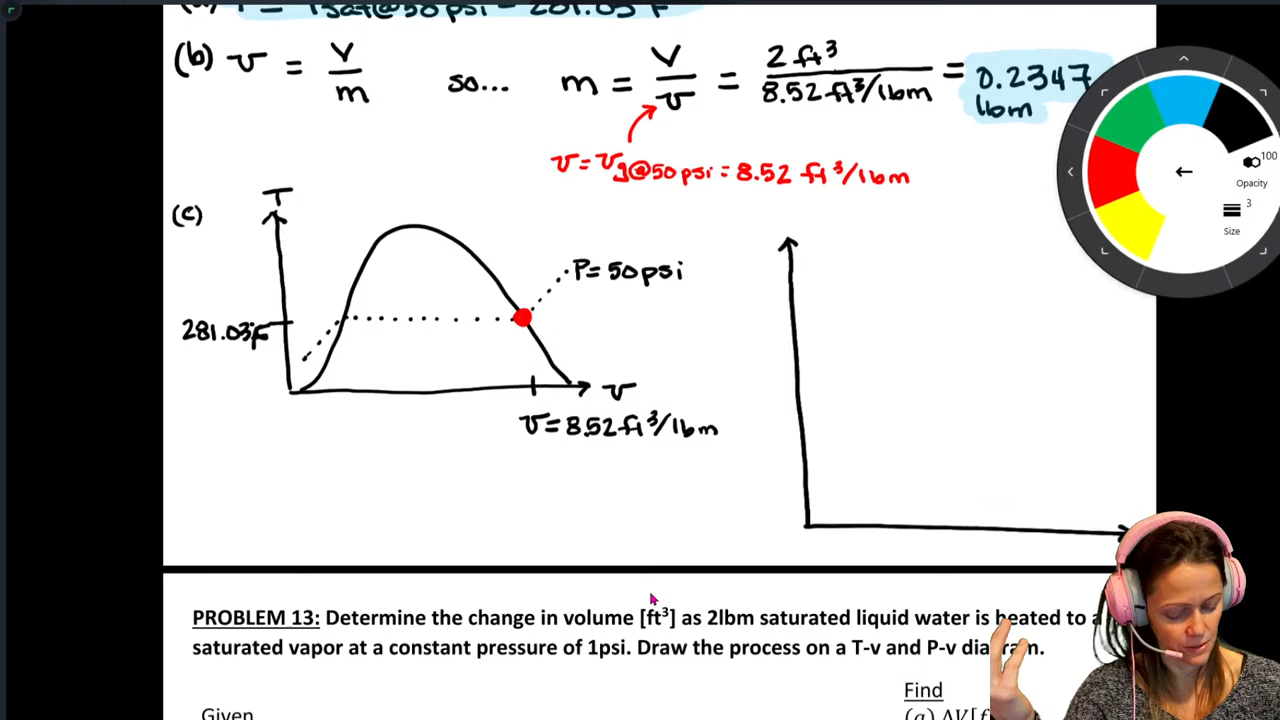 (b) v = V/m so... m = V/v = 2 ft³ / 8.52 ft³/lbm = 0.2347 lbm
v = vg@50psi = 8.52 ft³/lbm
100
Opacity
3
Size
(c)
T
P = 50psi
281.03°F
v
v = 8.52 ft³/lbm
PROBLEM 13: Determine the change in volume [ft³] as 2lbm saturated liquid water is heated to a
saturated vapor at a constant pressure of 1psi. Draw the process on a T-v and P-v diagram.
Find
Given